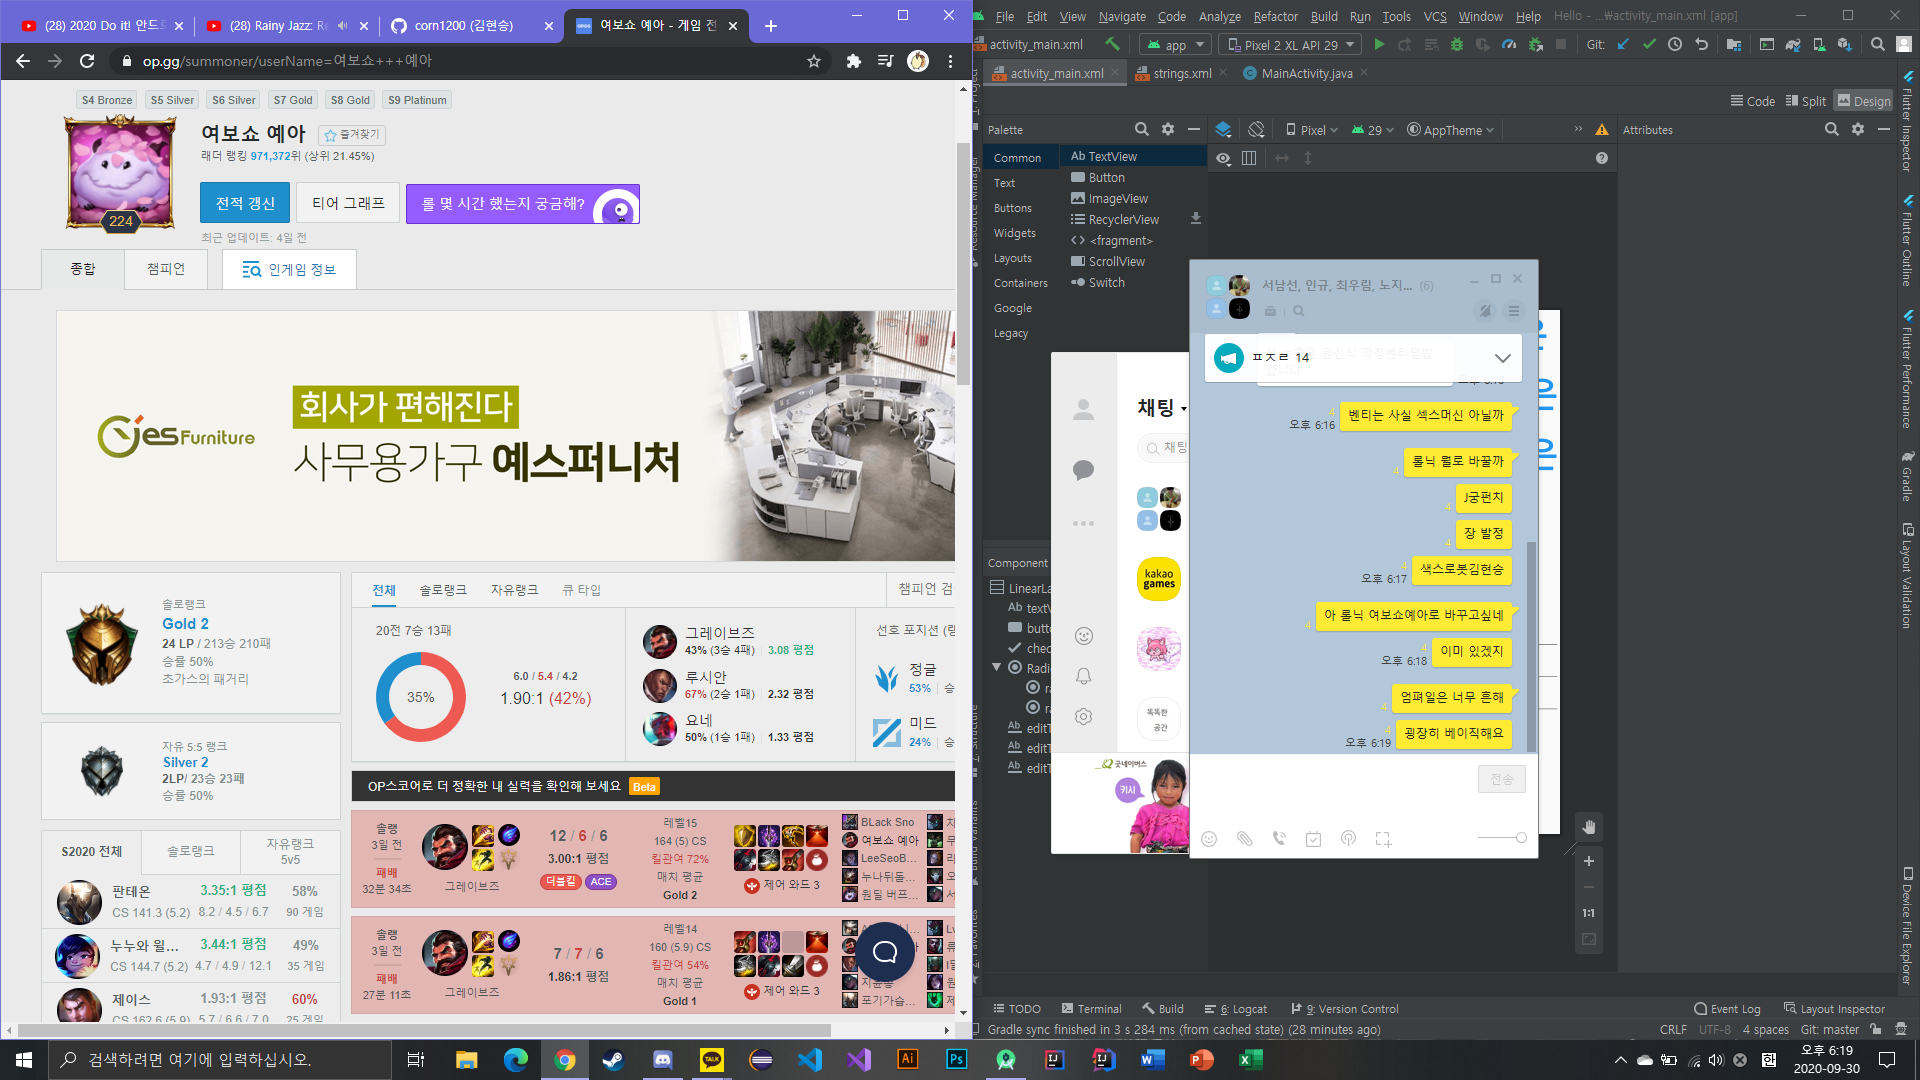 (28) 2020 Do it! 안드
(28) Rainy Jazz: Re
corn1200 (김현승)
여보쇼 예아 - 게임 전
op.gg/summoner/userName=여보쇼+++예아
S4 Bronze
S5 Silver
S6 Silver
S7 Gold
S8 Gold
S9 Platinum
224
여보쇼 예아
즐겨찾기
래더 랭킹 971,372위 (상위 21.45%)
전적 갱신
티어 그래프
롤 몇 시간 했는지 궁금해?
최근 업데이트: 4일 전
종합
챔피언
인게임 정보
Yes Furniture
회사가 편해진다
사무용가구 예스퍼니처
솔로랭크
Gold 2
24 LP / 213승 210패
승률 50%
초가스의 패거리
자유 5:5 랭크
Silver 2
2LP / 23승 23패
승률 50%
S2020 전체
솔로랭크
자유랭크
5v5
판테온
CS 141.3 (5.2)
3.35:1 평점
8.2 / 4.5 / 6.7
58%
90 게임
누누와 윌...
CS 144.7 (5.2)
3.44:1 평점
4.7 / 4.9 / 12.1
49%
35 게임
제이스
CS 162.6 (5.9)
1.93:1 평점
5.7 / 6.6 / 7.0
60%
25 게임
전체
솔로랭크
자유랭크
큐 타입
챔피언 검
20전 7승 13패
35%
6.0 / 5.4 / 4.2
1.90:1 (42%)
그레이브즈
43% (3승 4패)
3.08 평점
루시안
67% (2승 1패)
2.32 평점
요네
50% (1승 1패)
1.33 평점
선호 포지션 (랭
정글
53%
승
미드
24%
승
OP스코어로 더 정확한 내 실력을 확인해 보세요 Beta
솔랭
3일 전
패배
32분 34초
그레이브즈
12 / 6 / 6
3.00:1 평점
더블킬
ACE
레벨15
164 (5) CS
킬관여 72%
매치 평균
Gold 2
제어 와드 3
BLack Sno
여보쇼 예아
LeeSeoB...
누나뒤돌...
원딜 버프...
솔랭
3일 전
패배
27분 11초
그레이브즈
7 / 7 / 6
1.86:1 평점
레벨14
160 (5.9) CS
킬관여 54%
매치 평균
Gold 1
제어 와드 3
지윤몽
포기가습...
File Edit View Navigate Code Analyze Refactor Build Run Tools VCS Window Help
Hello - ...₩activity_main.xml [app]
activity_main.xml
app
Pixel 2 XL API 29
Git:
activity_main.xml
strings.xml
MainActivity.java
Code
Split
Design
Palette
Pixel
29
AppTheme
Attributes
Common
Text
Buttons
Widgets
Layouts
Containers
Google
Legacy
Ab TextView
Button
ImageView
RecyclerView
<fragment>
ScrollView
Switch
Component
LinearLa
Ab textV
butto
check
Radi
ra
ra
Ab editT
Ab editT
Ab editT
채팅
채팅
kakao games
똑똑한 공간
굿네이버스
키시
서남선, 인규, 최우림, 노지... (6)
ㅍㅈㄹ 14
벤티는 사실 섹스머신 아닐까
4
오후 6:16
롤닉 뭘로 바꿀까
4
J궁펀치
4
장 발정
4
색스로봇김현승
4
오후 6:17
아 롤닉 여보쇼예아로 바꾸고싶네
4
이미 있겠지
4
오후 6:18
엄펴일은 너무 흔해
4
굉장히 베이직해요
4
오후 6:19
전송
1:1
Flutter Inspector
Flutter Outline
Flutter Performance
Gradle
Layout Validation
Device File Explorer
TODO
Terminal
Build
6: Logcat
9: Version Control
Event Log
Layout Inspector
Gradle sync finished in 3 s 284 ms (from cached state) (28 minutes ago)
CRLF
UTF-8
4 spaces
Git: master
검색하려면 여기에 입력하십시오.
오후 6:19
2020-09-30